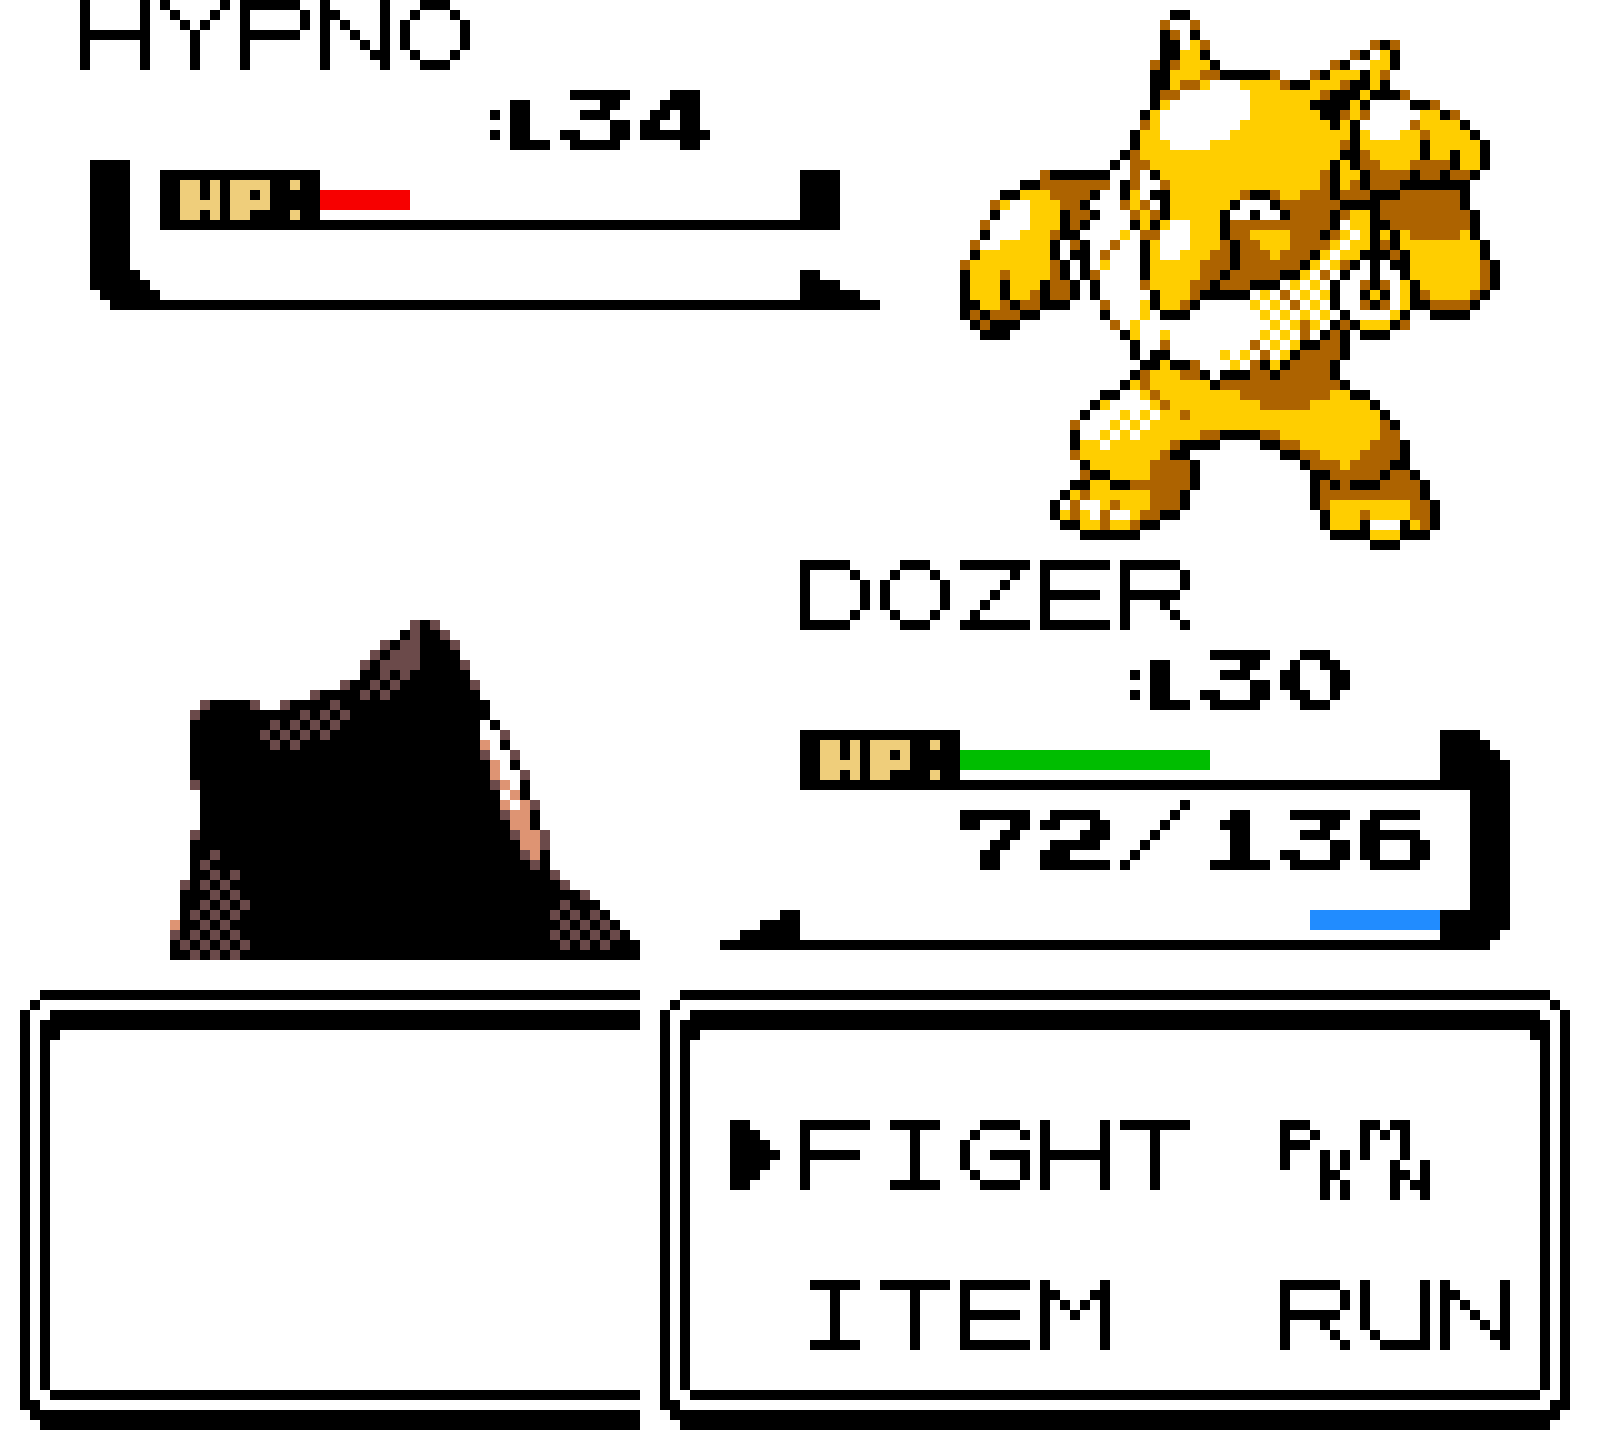 HYPNO
:L34
HP:
DOZER
:L30
HP:
72/136
▶FIGHT PKMN
ITEM RUN